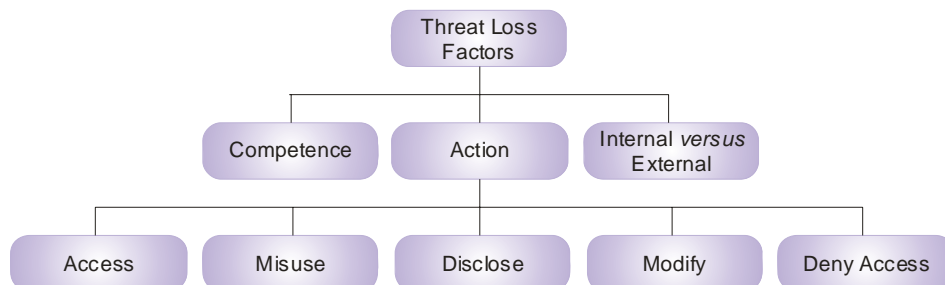 Threat Loss
Factors
Competence
Action
Internal versus
External
Access
Misuse
Disclose
Modify
Deny Access